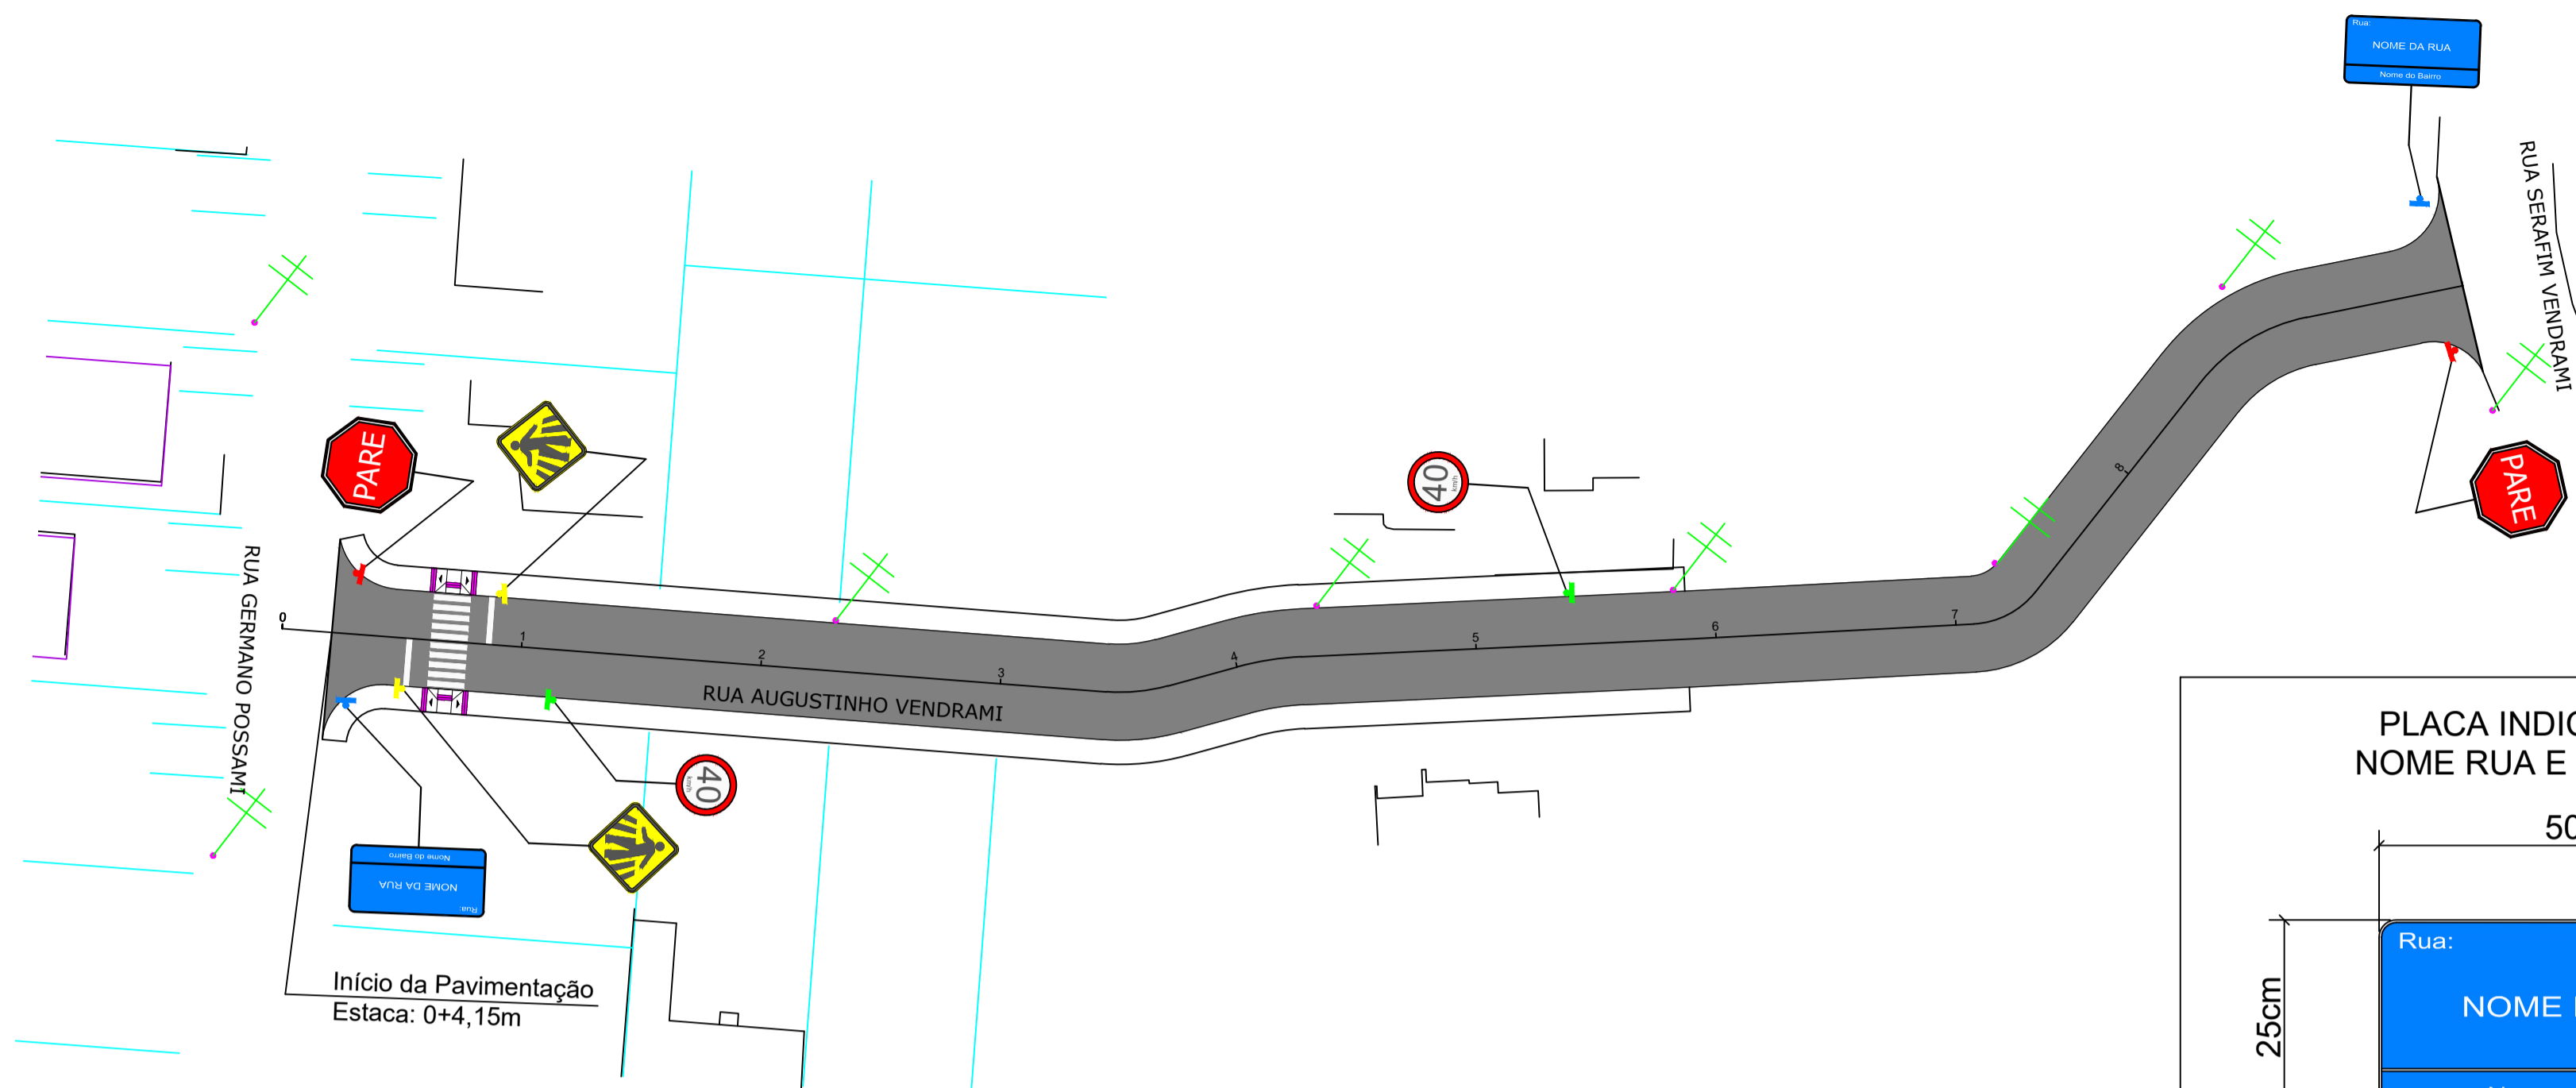 Rua:
NOME DA RUA
Nome do Bairro
RUA SERAFIM VENDRAMI
PARE
40
km/h
8
PARE
RUA GERMANO POSSAMI
0
1
2
3
4
5
6
7
RUA AUGUSTINHO VENDRAMI
40
km/h
Nome do Bairro
NOME DA RUA
Rua:
Início da Pavimentação
Estaca: 0+4,15m
PLACA INDIC
NOME RUA E
50
25cm
Rua:
NOME